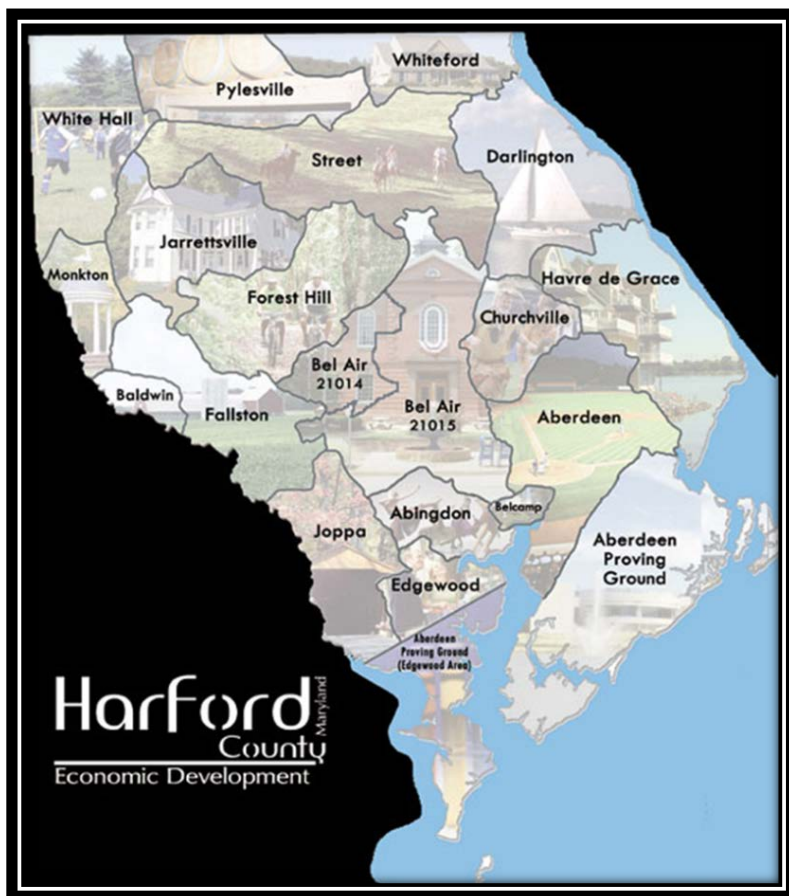 Whiteford
Pylesville
White Hall
Street
Darlington
Jarrettsville
Monkton
Havre de Grace
Forest Hill
Churchville
Bel Air
21014
Baldwin
Fallston
Bel Air
21015
Aberdeen
Abingdon
Belcamp
Joppa
Aberdeen
Proving
Ground
Edgewood
Aberdeen
Proving Ground
(Edgewood Area)
Harford
Maryland
County
Economic Development